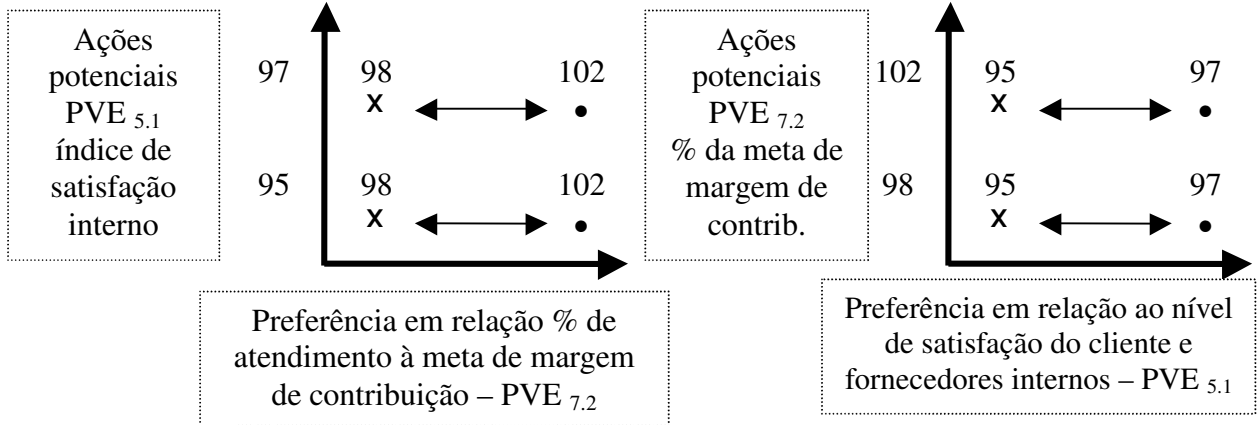 Ações
potenciais
PVE 5.1
índice de
satisfação
interno
97 98 102
x
95 98 102
x
Preferência em relação % de
atendimento à meta de margem
de contribuição – PVE 7.2
Ações
potenciais
PVE 7.2
% da meta de
margem de
contrib.
102 95 97
x
98 95 97
x
Preferência em relação ao nível
de satisfação do cliente e
fornecedores internos – PVE 5.1